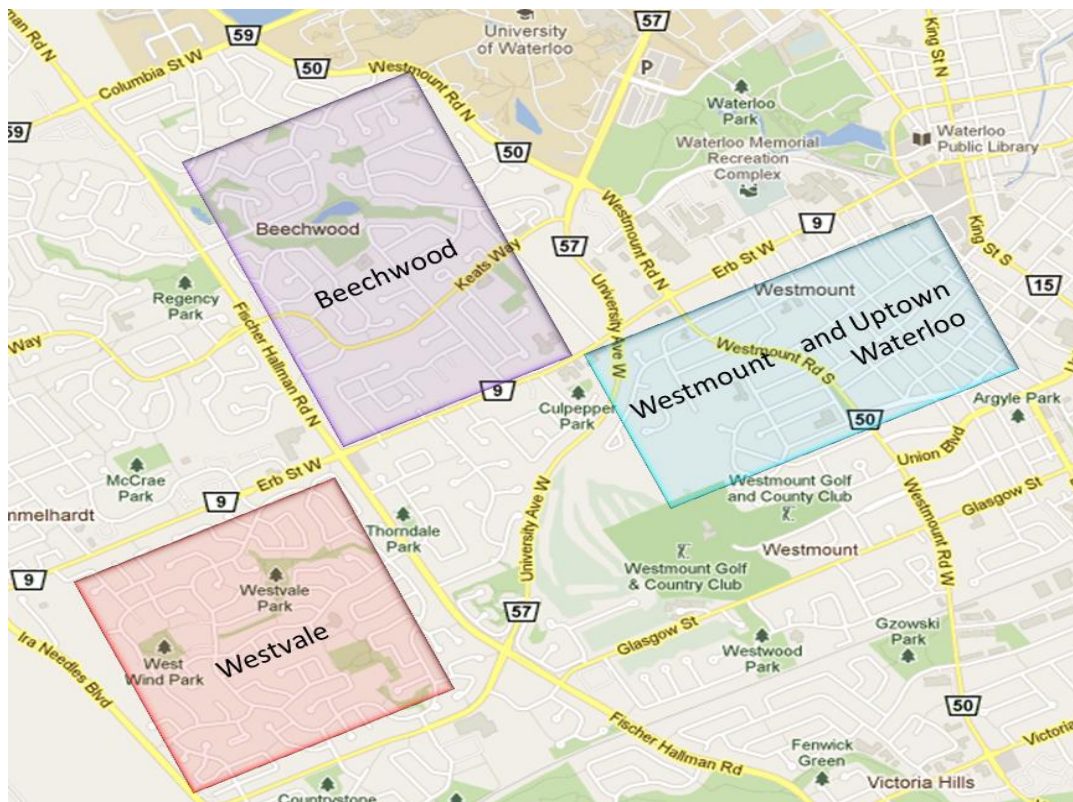 man Rd N
59
57
University
of Waterloo
King St N
Columbia St W
50
Westmount Rd N
P
Waterloo
Park
59
Waterloo Memorial
Recreation
Complex
Waterloo
Public Library
50
Westmount Rd N
9
Beechwood
Beechwood
Keats Way
57
Erb St W
King St S
Regency
Park
University Ave W
Westmount
15
Way
Fischer Hallman Rd N
and Uptown
Waterloo
Westmount
Westmount Rd S
9
Culpepper
Park
Argyle Park
50
Union Blvd
McCrae
Park
Erb St W
9
Westmount Golf
and County Club
Glasgow St
mmelhardt
Thorndale
Park
University Ave W
Westmount
Westmount Rd W
9
Westvale
Park
Westmount Golf
& Country Club
57
Ira Needles Blvd
Westvale
West
Wind Park
Glasgow St
Westwood
Park
Gzowski
Park
50
Fischer Hallman Rd
Fenwick
Green
Victoria
Victoria Hills
Countrystone